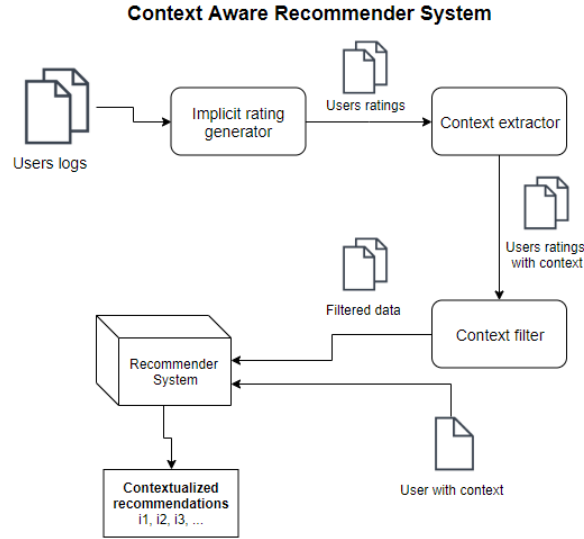 Context Aware Recommender System
Users logs
Implicit rating
generator
Users ratings
Context extractor
Users ratings
with context
Filtered data
Context filter
Recommender
System
User with context
Contextualized
recommendations
i1, i2, i3, ...